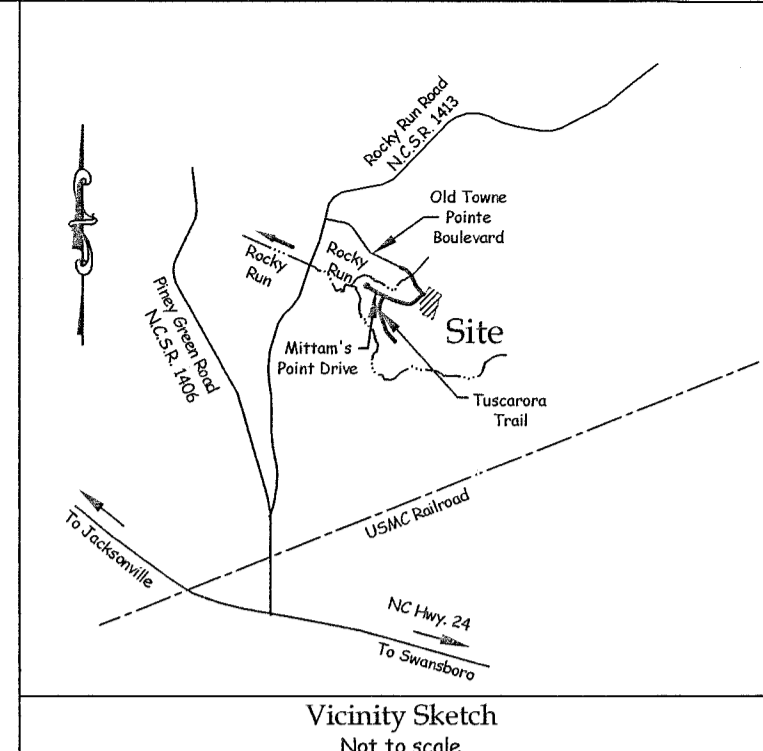 Rocky Run Road
N.C.S.R. 1413
Old Towne
Pointe
Boulevard
Rocky
Run
Rocky
Run
Piney Green Road
N.C.S.R. 1406
Site
Mittam's
Point Drive
Tuscarora
Trail
USMC Railroad
To Jacksonville
NC Hwy. 24
To Swansboro
Vicinity Sketch
Not to scale